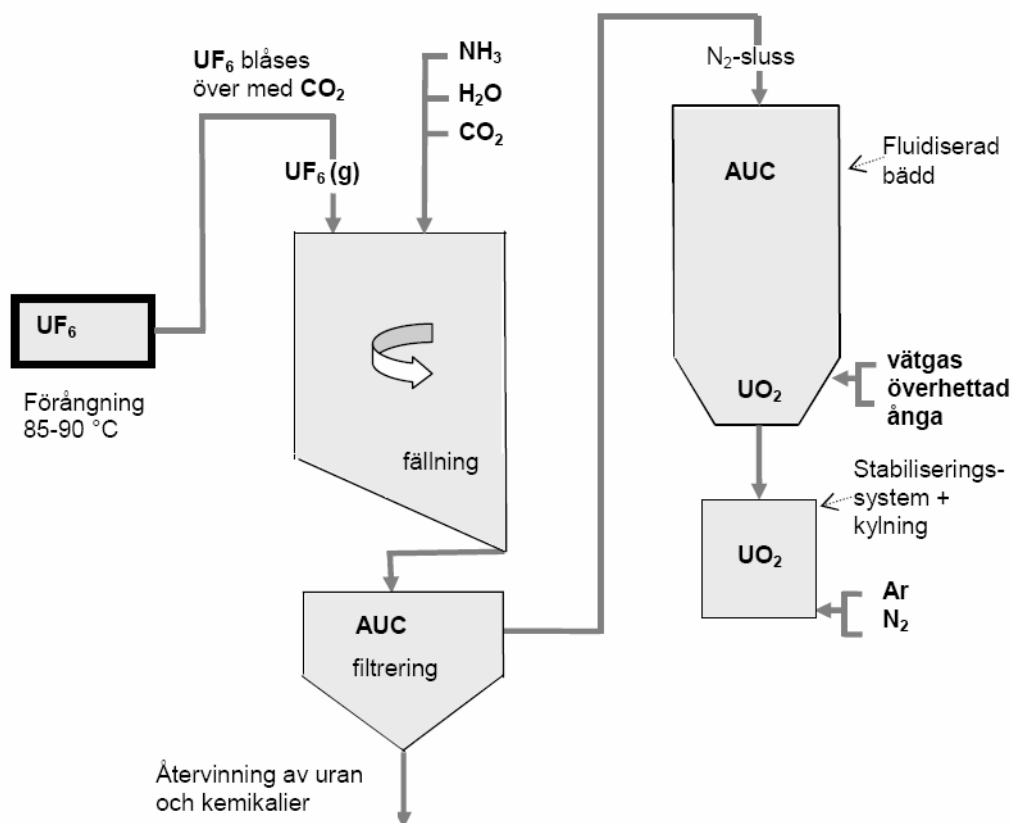 UF₆ blåses
över med CO₂
UF₆ (g)
NH₃
H₂O
CO₂
N₂-sluss
AUC
Fluidiserad
bädd
UF₆
Förångning
85-90 °C
fällning
UO₂
vätgas
överhettad
ånga
Stabiliserings-
system +
kylning
UO₂
Ar
N₂
AUC
filtrering
Återvinning av uran
och kemikalier